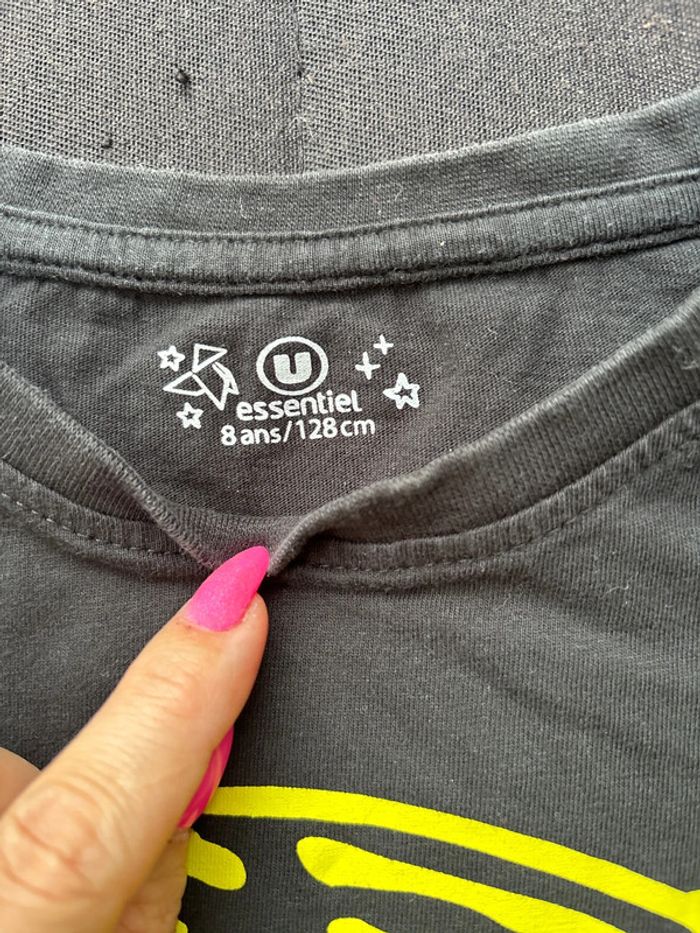 U
essentiel
8 ans/128 cm